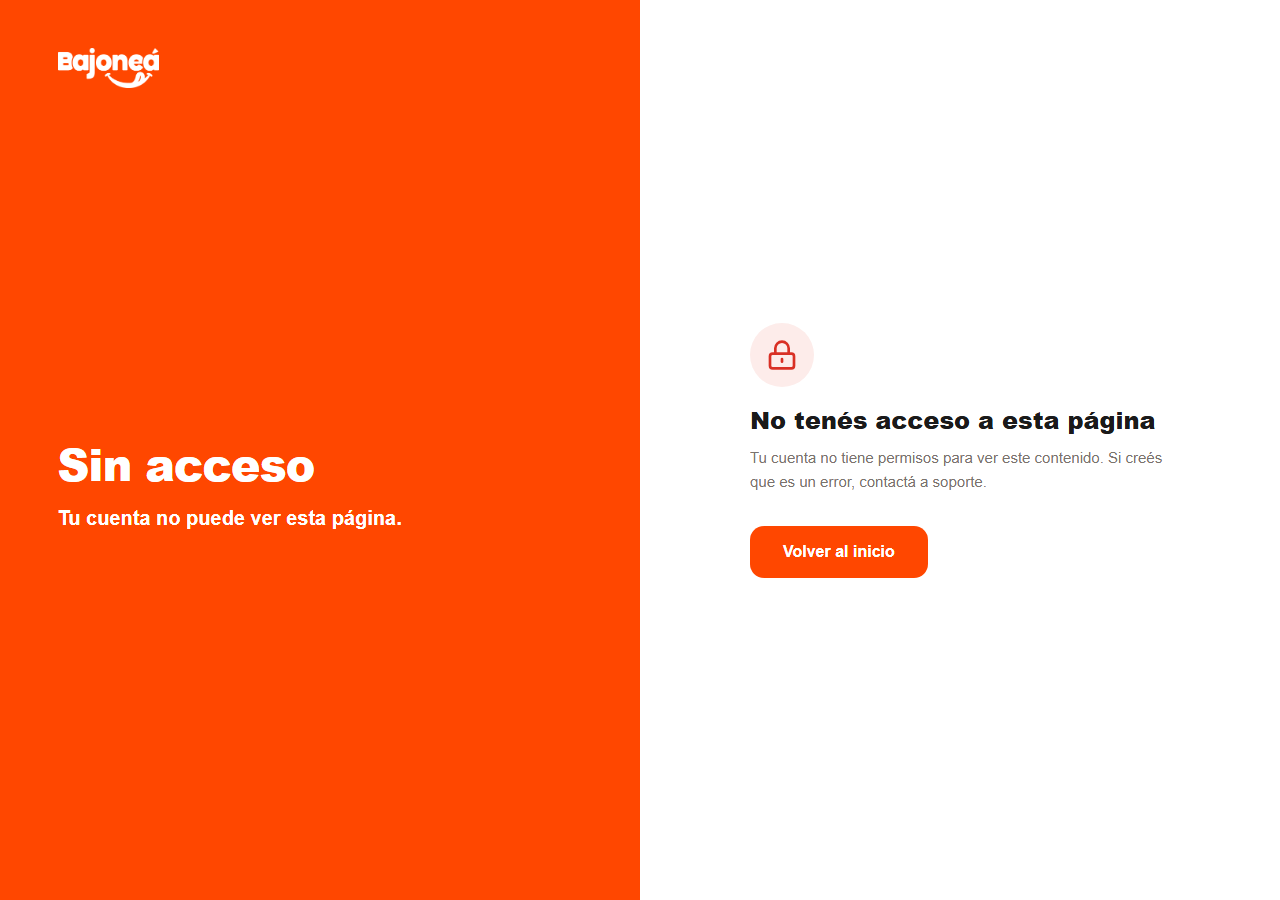 Bajoneá
Sin acceso
Tu cuenta no puede ver esta página.
No tenés acceso a esta página
Tu cuenta no tiene permisos para ver este contenido. Si creés
que es un error, contactá a soporte.
Volver al inicio